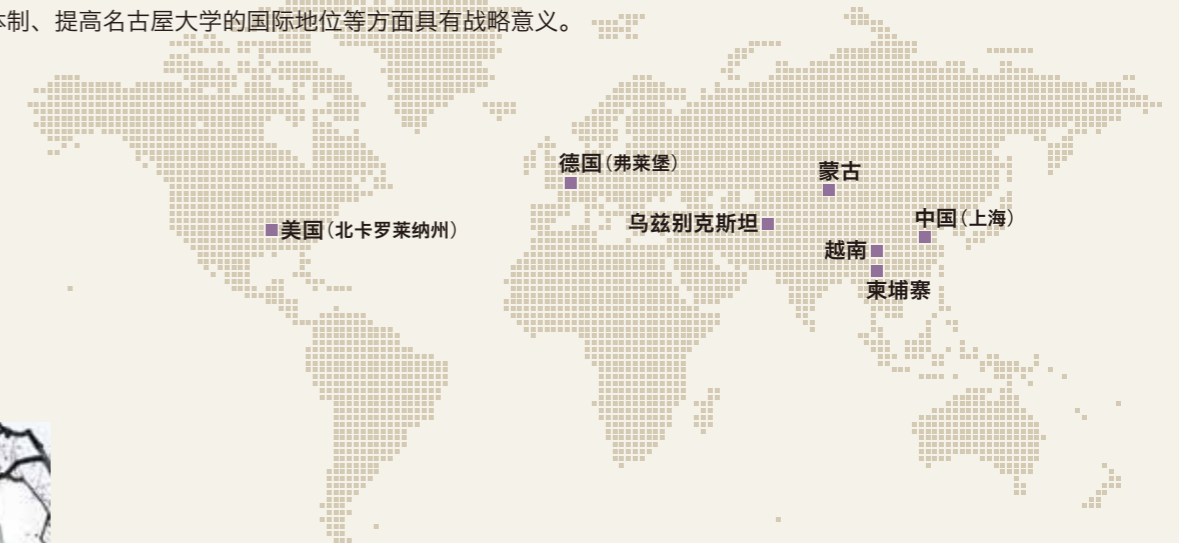 制、提高名古屋大学的国际地位等方面具有战略意义。
德国（弗莱堡）
蒙古
美国（北卡罗莱纳州）
乌兹别克斯坦
中国（上海）
越南
柬埔寨